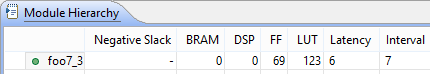 Module Hierarchy
Negative Slack BRAM DSP FF LUT Latency Interval
foo7_3 - 0 0 69 123 6 7